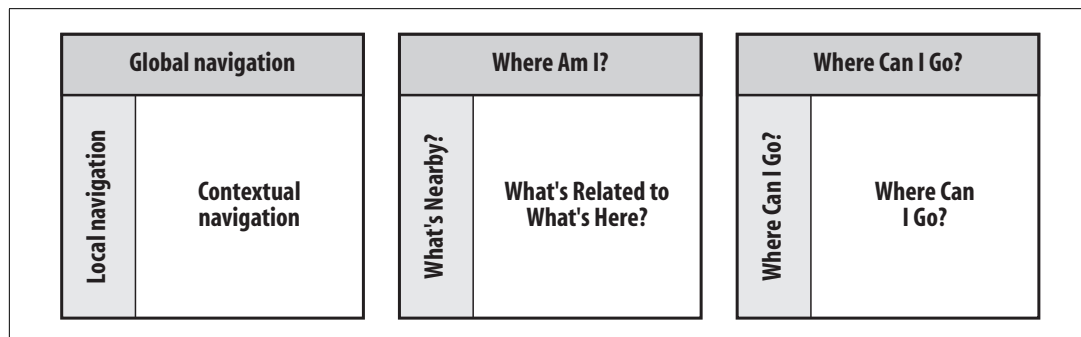 Global navigation
Local navigation
Contextual
navigation
Where Am I?
What's Nearby?
What's Related to
What's Here?
Where Can I Go?
Where Can I Go?
Where Can
I Go?